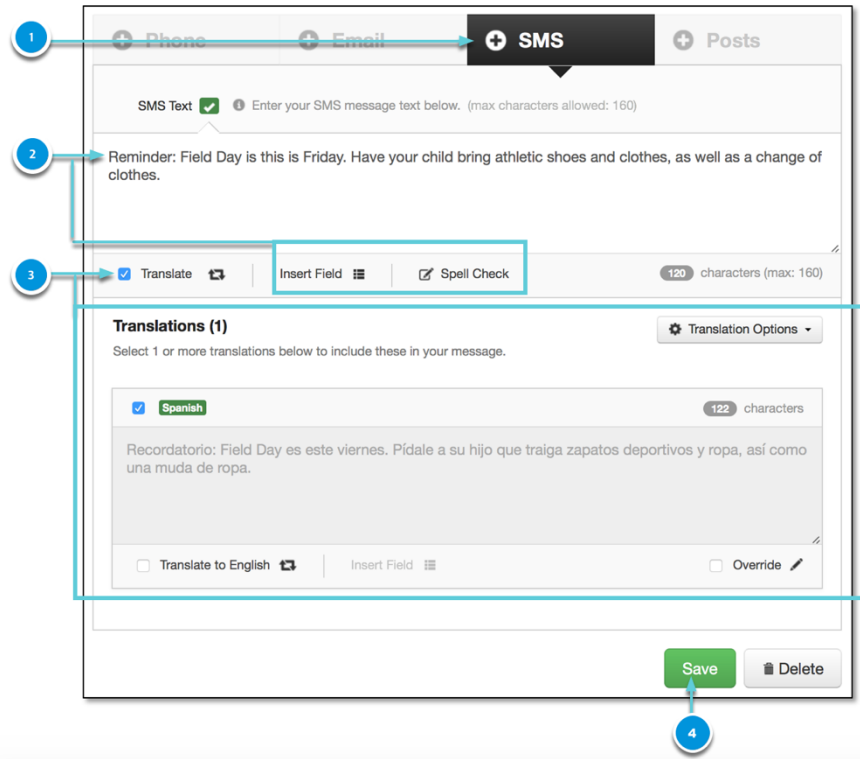 1
Phone Email SMS Posts
SMS Text Enter your SMS message text below. (max characters allowed: 160)
2
Reminder: Field Day is this is Friday. Have your child bring athletic shoes and clothes, as well as a change of
clothes.
3
Translate Insert Field Spell Check 120 characters (max: 160)
Translations (1) Translation Options
Select 1 or more translations below to include these in your message.
Spanish 122 characters
Recordatorio: Field Day es este viernes. Pídale a su hijo que traiga zapatos deportivos y ropa, así como
una muda de ropa.
Translate to English Insert Field Override
Save Delete
4